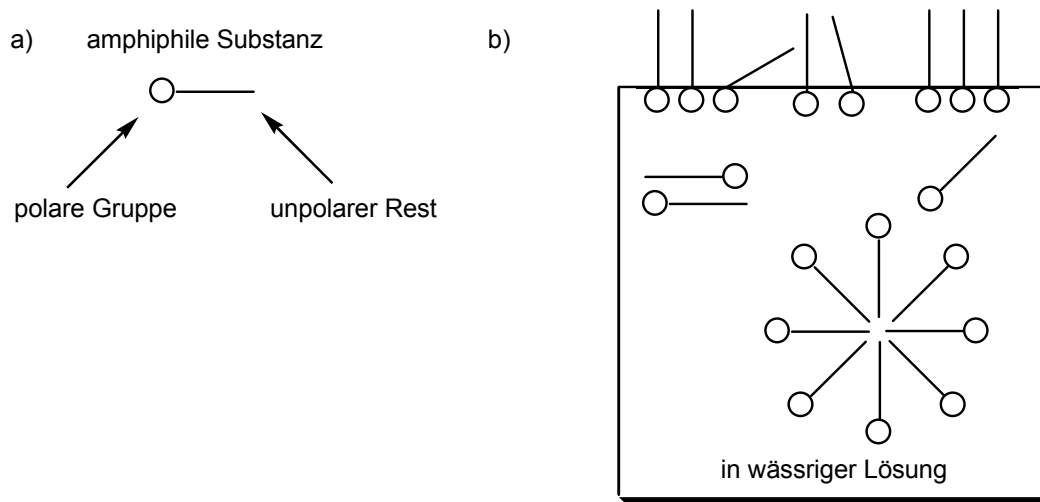 a) amphiphile Substanz
polare Gruppe
unpolarer Rest
b)
in wässriger Lösung